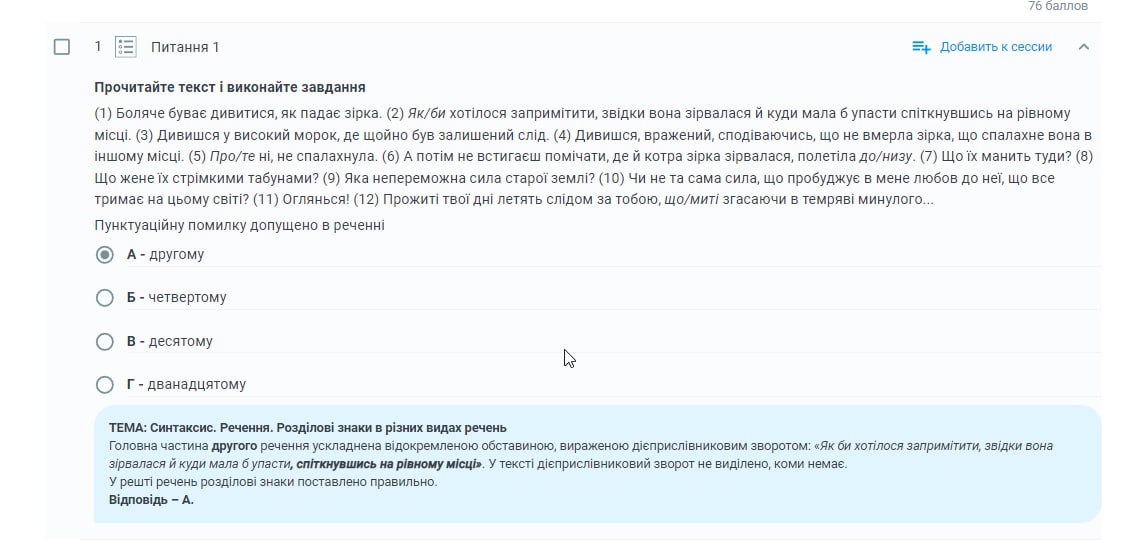 76 баллов
1 Питання 1 Добавить к сессии
Прочитайте текст і виконайте завдання
(1) Боляче буває дивитися, як падає зірка. (2) Як/би хотілося запримітити, звідки вона зірвалася й куди мала б упасти спіткнувшись на рівному
місці. (3) Дивишся у високий морок, де щойно був залишений слід. (4) Дивишся, вражений, сподіваючись, що не вмерла зірка, що спалахне вона в
іншому місці. (5) Про/те ні, не спалахнула. (6) А потім не встигаєш помічати, де й котра зірка зірвалася, полетіла до/низу. (7) Що їх манить туди? (8)
Що жене їх стрімкими табунами? (9) Яка непереможна сила старої землі? (10) Чи не та сама сила, що пробуджує в мене любов до неї, що все
тримає на цьому світі? (11) Оглянься! (12) Прожиті твої дні летять слідом за тобою, що/миті згасаючи в темряві минулого...
Пунктуаційну помилку допущено в реченні
А - другому
Б - четвертому
В - десятому
Г - дванадцятому
ТЕМА: Синтаксис. Речення. Розділові знаки в різних видах речень
Головна частина другого речення ускладнена відокремленою обставиною, вираженою дієприслівниковим зворотом: «Як би хотілося запримітити, звідки вона
зірвалася й куди мала б упасти, спіткнувшись на рівному місці». У тексті дієприслівниковий зворот не виділено, коми немає.
У решті речень розділові знаки поставлено правильно.
Відповідь – А.